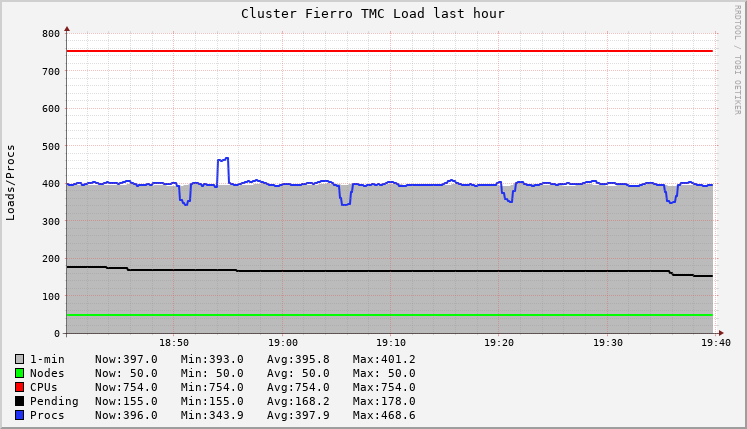 Cluster Fierro TMC Load last hour
RRDTOOL / TOBI OETIKER
Loads/Procs
800
700
600
500
400
300
200
100
0
18:50 19:00 19:10 19:20 19:30 19:40
1-min Now:397.0 Min:393.0 Avg:395.8 Max:401.2
Nodes Now: 50.0 Min: 50.0 Avg: 50.0 Max: 50.0
CPUs Now:754.0 Min:754.0 Avg:754.0 Max:754.0
Pending Now:155.0 Min:155.0 Avg:168.2 Max:178.0
Procs Now:396.0 Min:343.9 Avg:397.9 Max:468.6